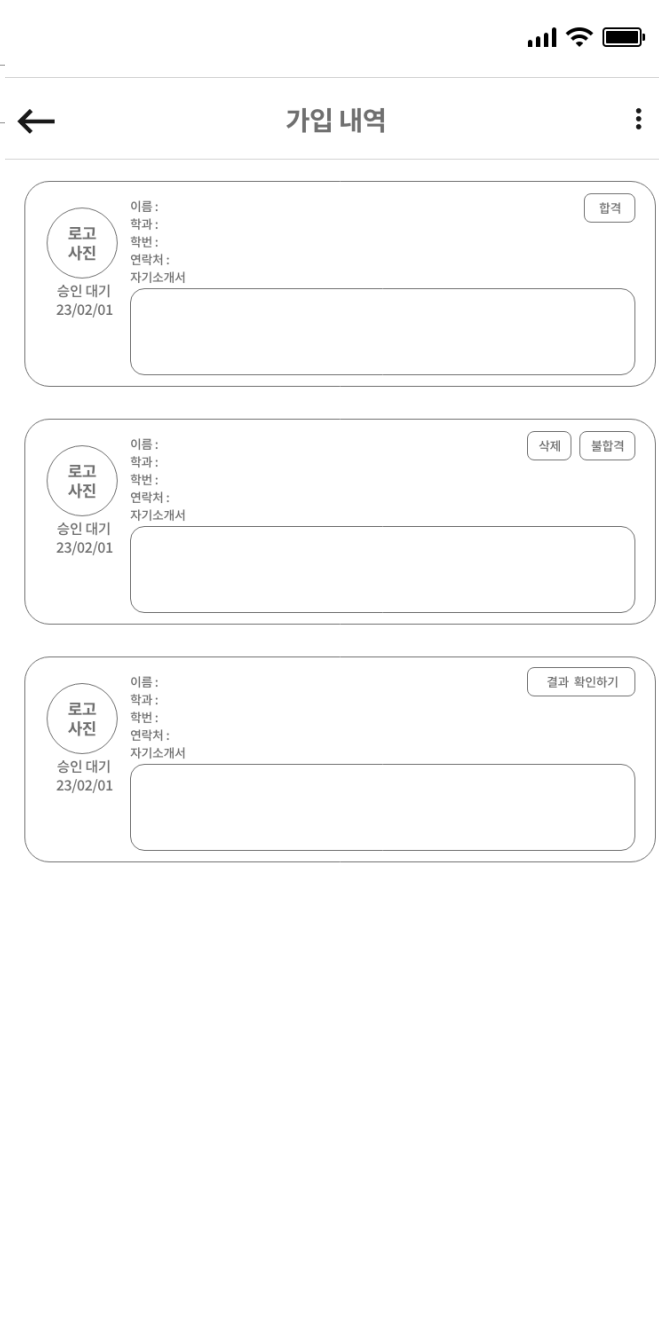 가입 내역
이름 :
합격
학과 :
학번 :
연락처 :
자기소개서
로고
사진
승인 대기
23/02/01
이름 :
삭제 불합격
학과 :
학번 :
연락처 :
자기소개서
로고
사진
승인 대기
23/02/01
이름 :
결과 확인하기
학과 :
학번 :
연락처 :
자기소개서
로고
사진
승인 대기
23/02/01